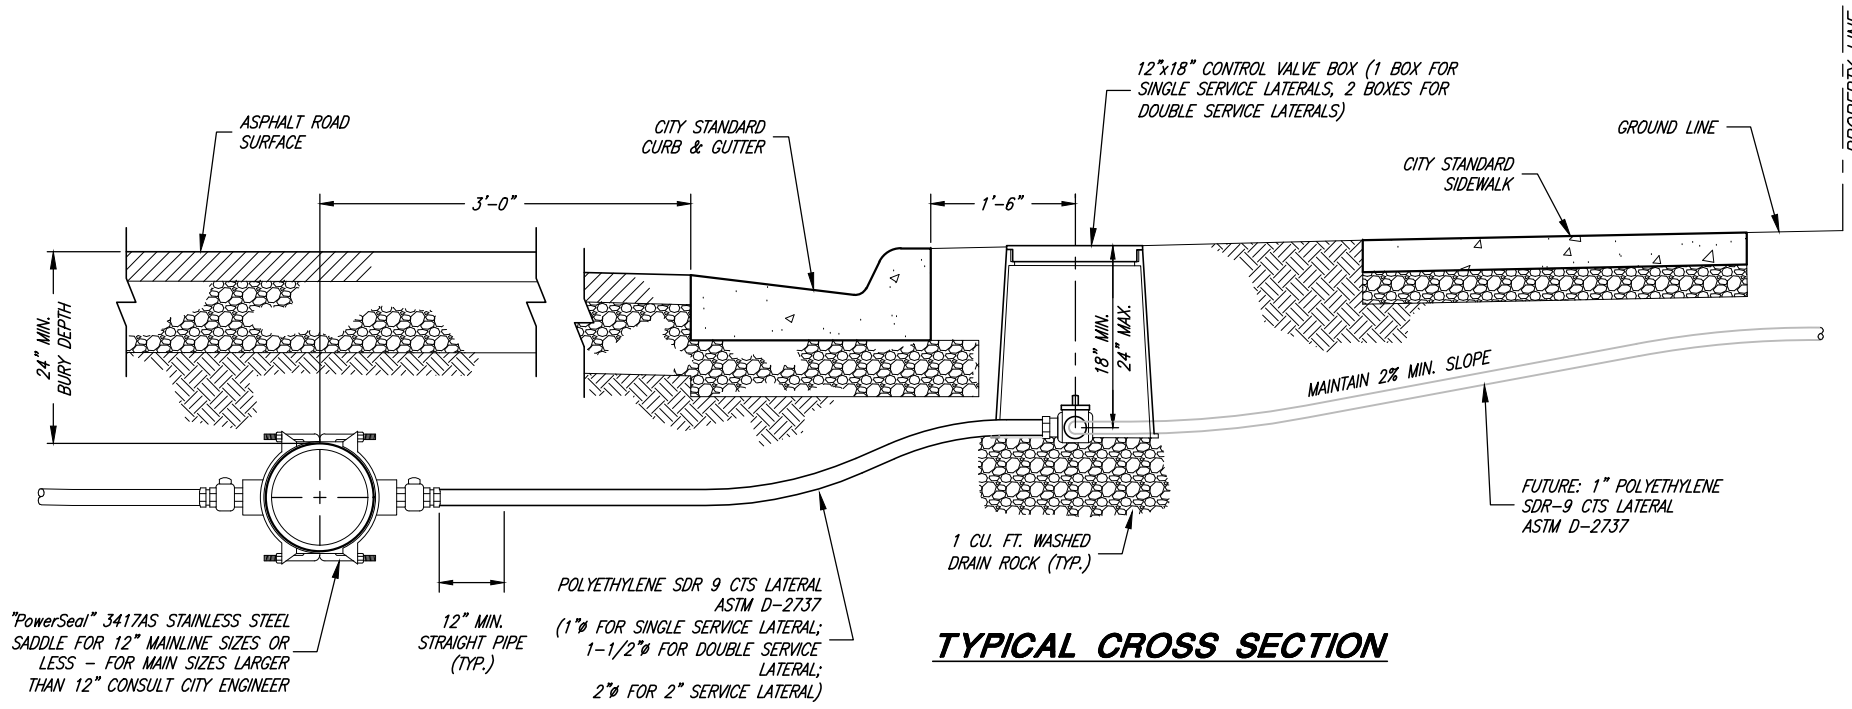 PROPERTY LINE
12"x18" CONTROL VALVE BOX (1 BOX FOR
SINGLE SERVICE LATERALS, 2 BOXES FOR
DOUBLE SERVICE LATERALS)
ASPHALT ROAD
SURFACE
CITY STANDARD
CURB & GUTTER
GROUND LINE
CITY STANDARD
SIDEWALK
3'-0"
1'-6"
24" MIN.
BURY DEPTH
18" MIN.
24" MAX.
MAINTAIN 2% MIN. SLOPE
FUTURE: 1" POLYETHYLENE
SDR-9 CTS LATERAL
ASTM D-2737
1 CU. FT. WASHED
DRAIN ROCK (TYP.)
"PowerSeal" 3417AS STAINLESS STEEL
SADDLE FOR 12" MAINLINE SIZES OR
LESS - FOR MAIN SIZES LARGER
THAN 12" CONSULT CITY ENGINEER
12" MIN.
STRAIGHT PIPE
(TYP.)
POLYETHYLENE SDR 9 CTS LATERAL
ASTM D-2737
(1"ø FOR SINGLE SERVICE LATERAL;
1-1/2"ø FOR DOUBLE SERVICE
LATERAL;
2"ø FOR 2" SERVICE LATERAL)
TYPICAL CROSS SECTION